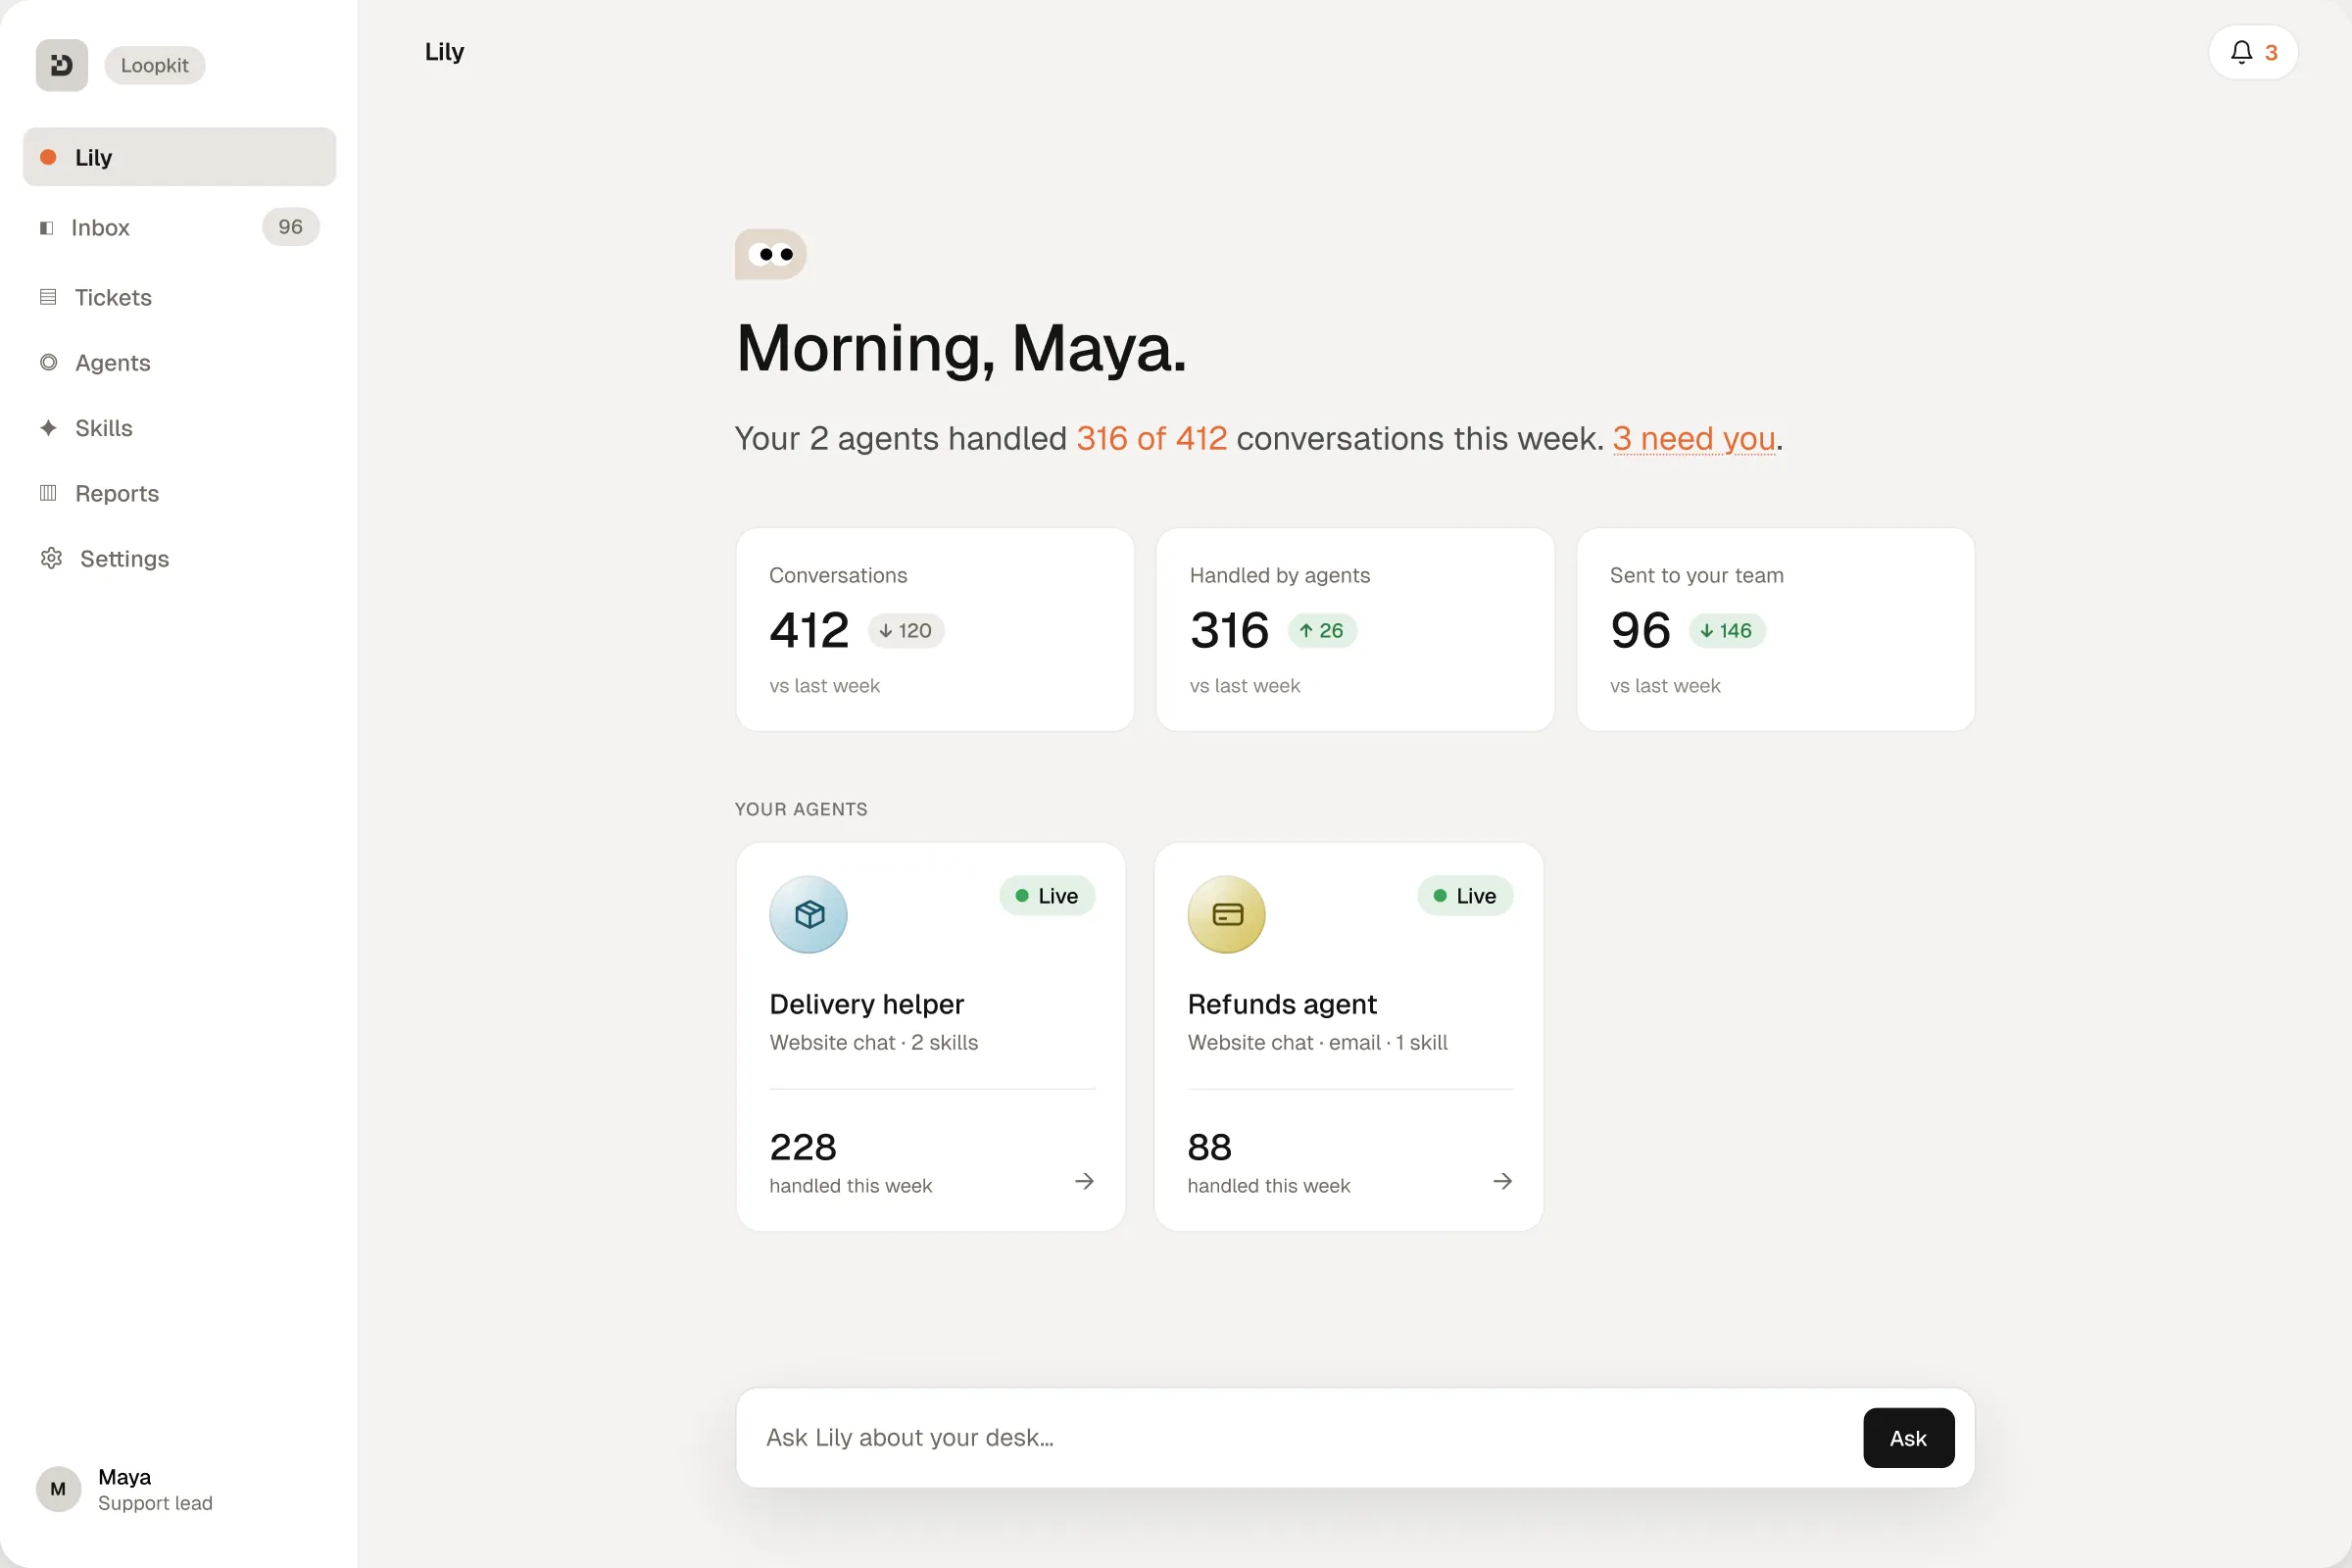 Loopkit
Lily
Inbox 96
Tickets
Agents
Skills
Reports
Settings
Maya
M
Support lead
Lily
3
Morning, Maya.
Your 2 agents handled 316 of 412 conversations this week. 3 need you.
Conversations
412 ↓ 120
vs last week
Handled by agents
316 ↑ 26
vs last week
Sent to your team
96 ↓ 146
vs last week
YOUR AGENTS
Live
Delivery helper
Website chat · 2 skills
228
handled this week →
Live
Refunds agent
Website chat · email · 1 skill
88
handled this week →
Ask Lily about your desk…
Ask